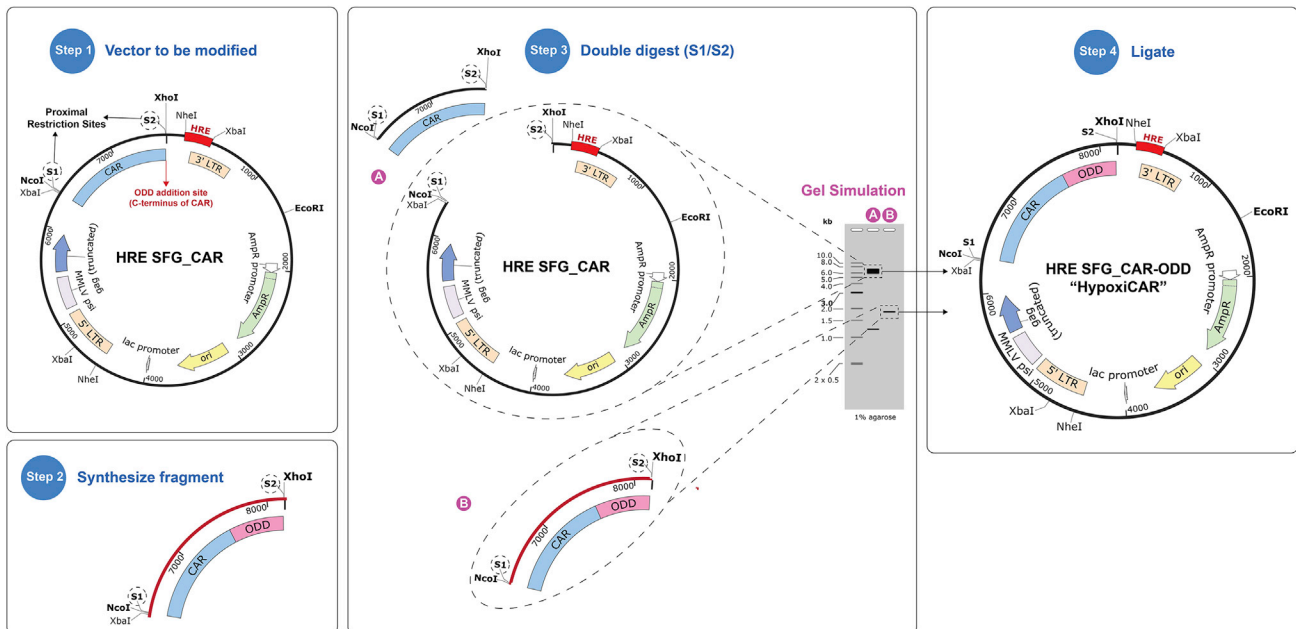 Step 1
Vector to be modified
XhoI
S2
NheI
HRE
XbaI
Proximal
Restriction Sites
S1
NcoI
XbaI
7000
CAR
3' LTR
1000
ODD addition site
(C-terminus of CAR)
EcoRI
6000
HRE SFG_CAR
gag (truncated)
MMLV psi
5' LTR
5000
XbaI
NheI
lac promoter
4000
ori
3000
AmpR
AmpR promoter
2000
Step 2
Synthesize fragment
S2
XhoI
8000
ODD
7000
CAR
S1
NcoI
XbaI
Step 3
Double digest (S1/S2)
XhoI
S2
7000
S1
NcoI
CAR
A
XhoI
S2
NheI
HRE
XbaI
3' LTR
1000
S1
NcoI
XbaI
EcoRI
6000
HRE SFG_CAR
gag (truncated)
MMLV psi
5' LTR
5000
XbaI
NheI
lac promoter
4000
ori
3000
AmpR
AmpR promoter
2000
Gel Simulation
A B
kb
10.0
8.0
6.0
5.0
4.0
3.0
2.0
1.5
1.0
2 x 0.5
1% agarose
B
XhoI
S2
8000
ODD
7000
CAR
S1
NcoI
Step 4
Ligate
XhoI
S2
NheI
HRE
XbaI
8000
ODD
3' LTR
1000
7000
CAR
EcoRI
S1
NcoI
XbaI
HRE SFG_CAR-ODD
“HypoxiCAR”
6000
gag
(truncated)
MMLV psi
5' LTR
5000
XbaI
NheI
lac promoter
4000
ori
3000
AmpR
AmpR promoter
2000